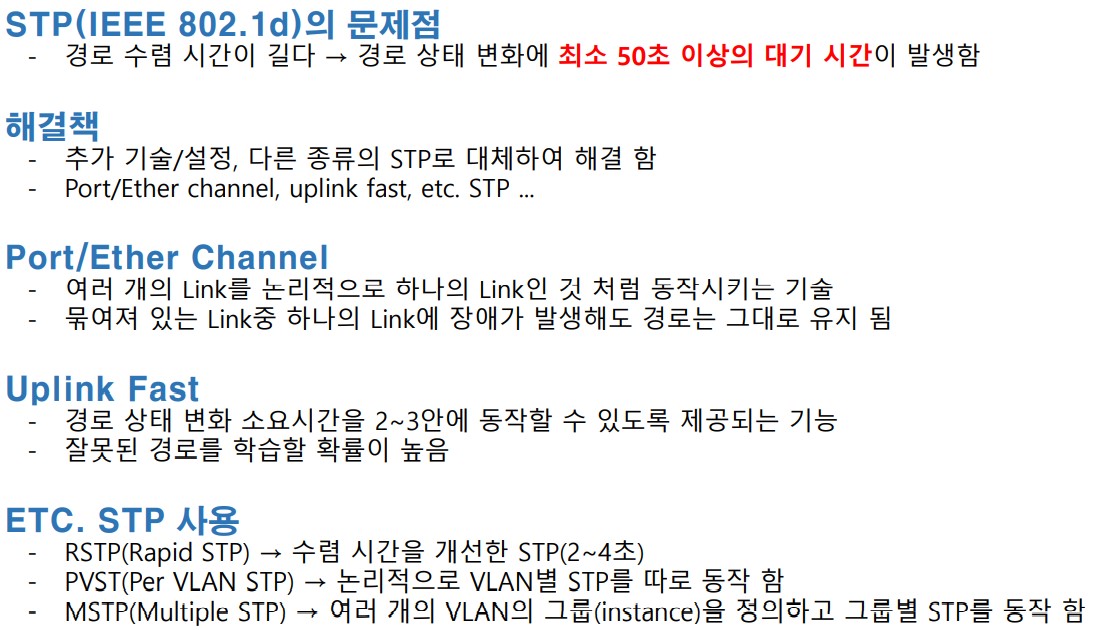 STP(IEEE 802.1d)의 문제점
- 경로 수렴 시간이 길다 → 경로 상태 변화에 최소 50초 이상의 대기 시간이 발생함
해결책
- 추가 기술/설정, 다른 종류의 STP로 대체하여 해결 함
- Port/Ether channel, uplink fast, etc. STP ...
Port/Ether Channel
- 여러 개의 Link를 논리적으로 하나의 Link인 것 처럼 동작시키는 기술
- 묶여져 있는 Link중 하나의 Link에 장애가 발생해도 경로는 그대로 유지 됨
Uplink Fast
- 경로 상태 변화 소요시간을 2~3안에 동작할 수 있도록 제공되는 기능
- 잘못된 경로를 학습할 확률이 높음
ETC. STP 사용
- RSTP(Rapid STP) → 수렴 시간을 개선한 STP(2~4초)
- PVST(Per VLAN STP) → 논리적으로 VLAN별 STP를 따로 동작 함
- MSTP(Multiple STP) → 여러 개의 VLAN의 그룹(instance)을 정의하고 그룹별 STP를 동작 함